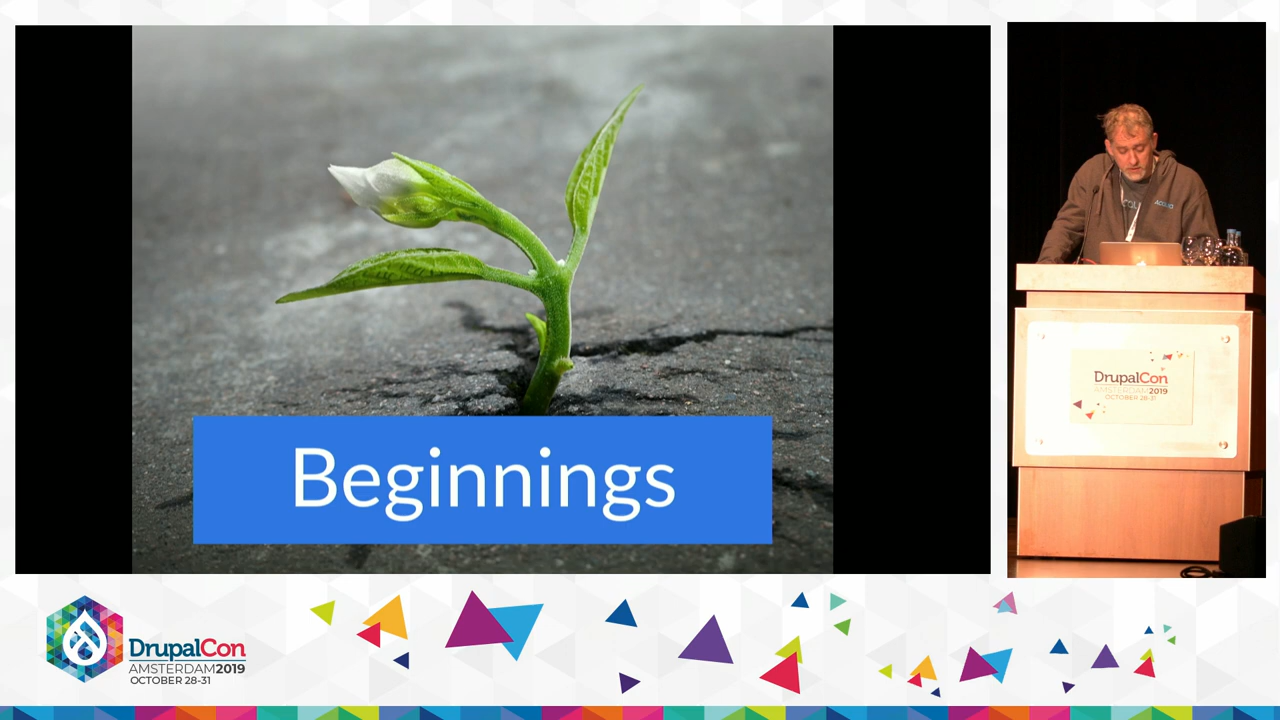 Beginnings
DrupalCon
AMSTERDAM2019
OCTOBER 28-31
DrupalCon
AMSTERDAM2019
OCTOBER 28-31